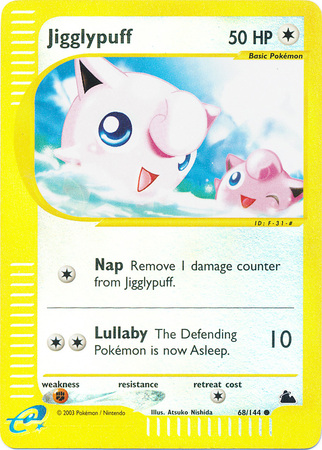 Jigglypuff 50 HP
Basic Pokémon
ID: F-31-#
Nap Remove 1 damage counter
from Jigglypuff.
Lullaby The Defending 10
Pokémon is now Asleep.
weakness resistance retreat cost
e © 2003 Pokémon / Nintendo Illus. Atsuko Nishida 68/144